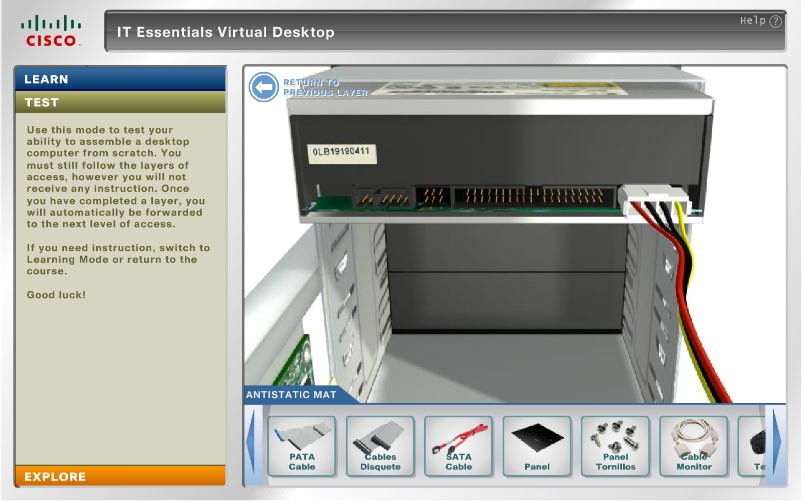 CISCO
IT Essentials Virtual Desktop
Help ?
LEARN
TEST
Use this mode to test your
ability to assemble a desktop
computer from scratch. You
must still follow the layers of
access, however you will not
receive any instruction. Once
you have completed a layer, you
will automatically be forwarded
to the next level of access.
If you need instruction, switch to
Learning Mode or return to the
course.
Good luck!
EXPLORE
RETURN TO
PREVIOUS LAYER
0LB19190411
ANTISTATIC MAT
PATA
Cable
Cables
Disquete
SATA
Cable
Panel
Panel
Tornillos
Cable
Monitor
Te